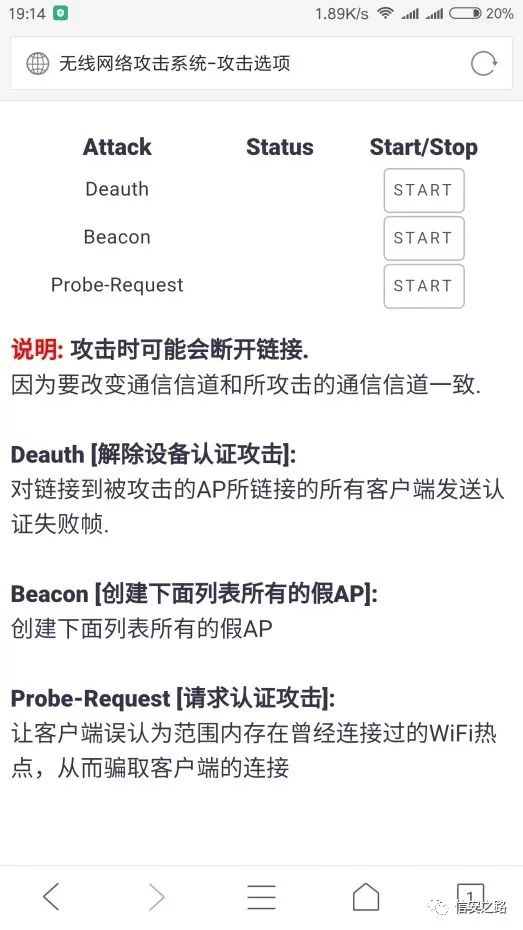 19:14 1.89K/s 20%
无线网络攻击系统-攻击选项
Attack Status Start/Stop
Deauth START
Beacon START
Probe-Request START
说明: 攻击时可能会断开链接.
因为要改变通信信道和所攻击的通信信道一致.
Deauth [解除设备认证攻击]:
对链接到被攻击的AP所链接的所有客户端发送认
证失败帧.
Beacon [创建下面列表所有的假AP]:
创建下面列表所有的假AP
Probe-Request [请求认证攻击]:
让客户端误认为范围内存在曾经连接过的WiFi热
点，从而骗取客户端的连接
1
信安之路